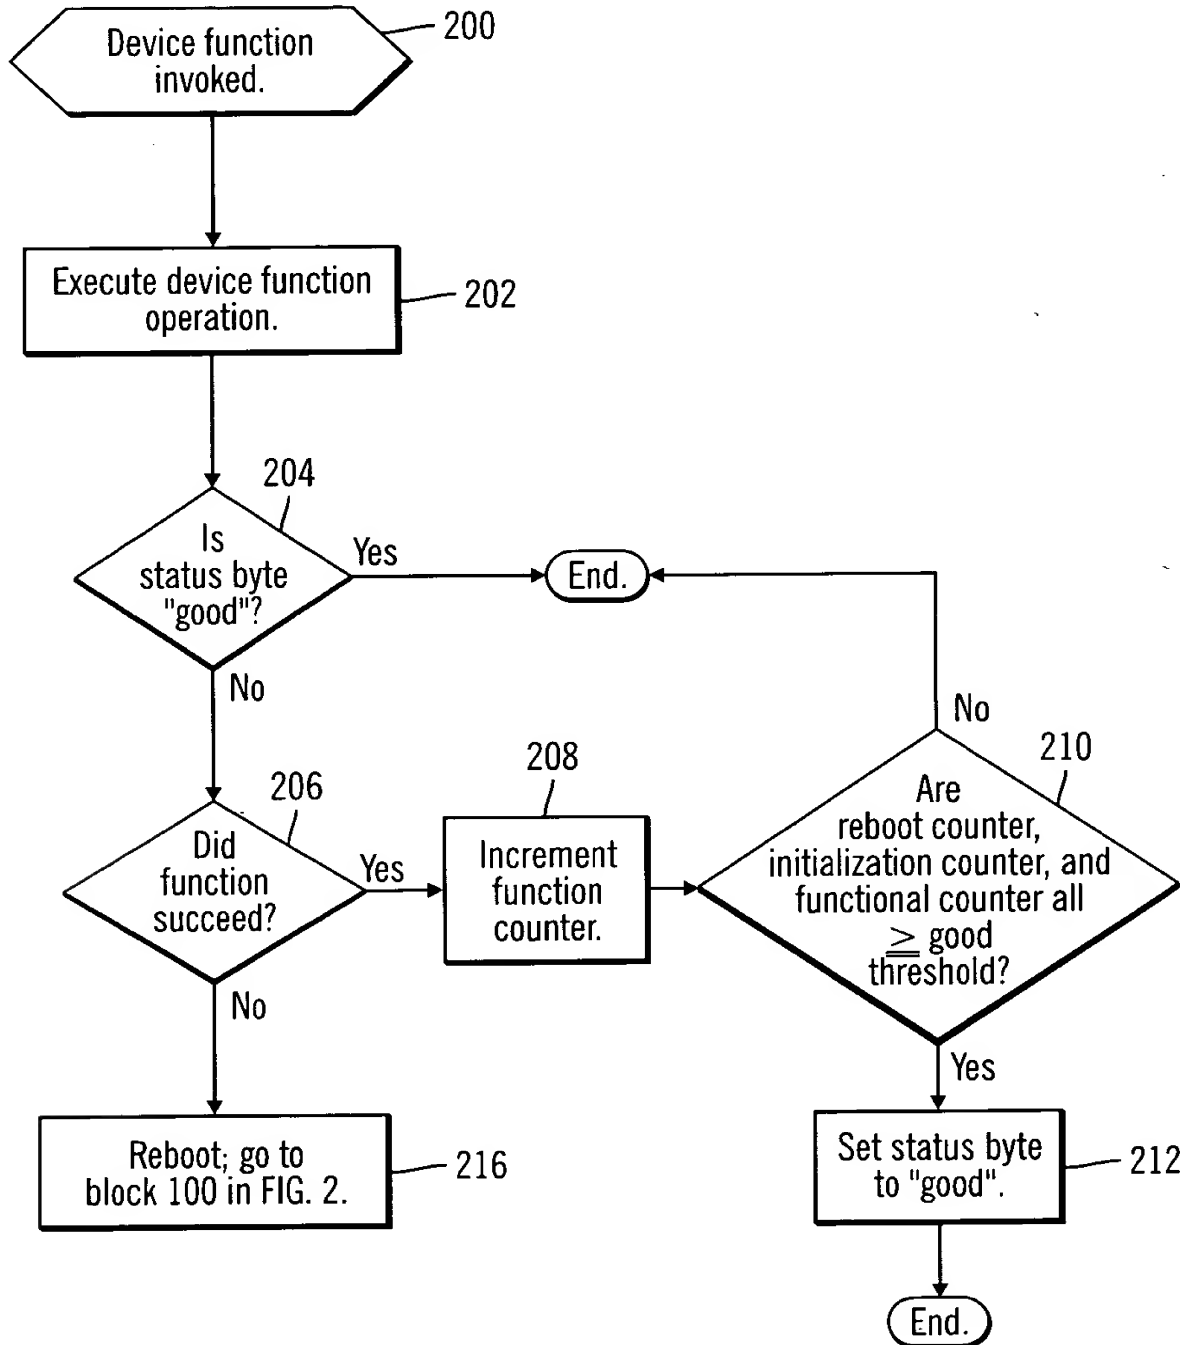 Device function
invoked.
200
Execute device function
operation.
202
204
Is
status byte
"good"?
Yes
End.
No
No
206
Did
function
succeed?
Yes
208
Increment
function
counter.
210
Are
reboot counter,
initialization counter, and
functional counter all
≥ good
threshold?
No
Yes
Reboot; go to
block 100 in FIG. 2.
216
Set status byte
to "good".
212
End.